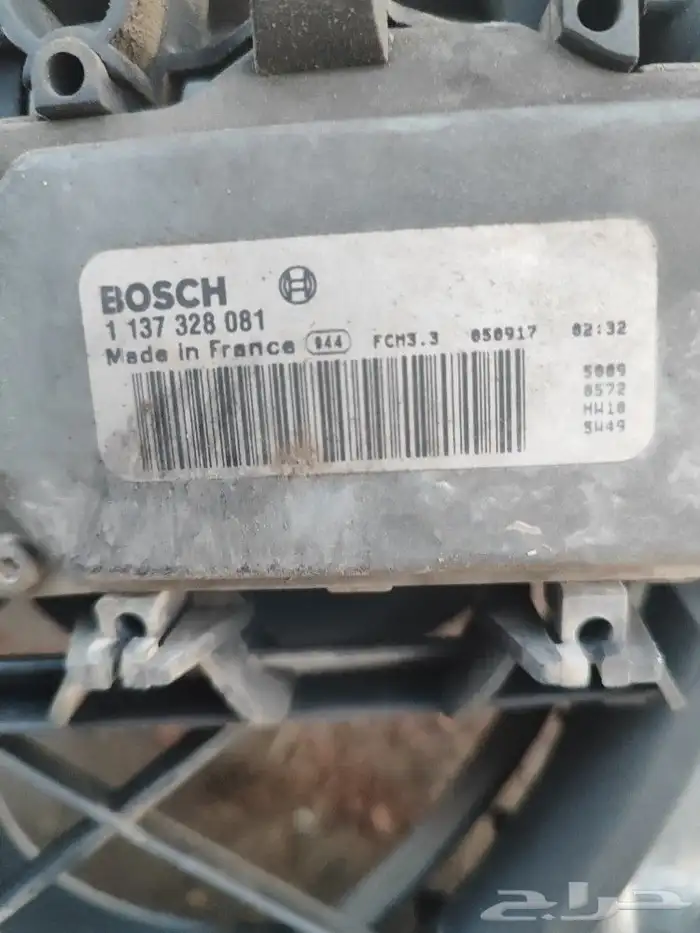 BOSCH
1 137 328 081
Made in France 044 FCM3.3 050917 02:32
5009
0572
HW10
SW49
حراج